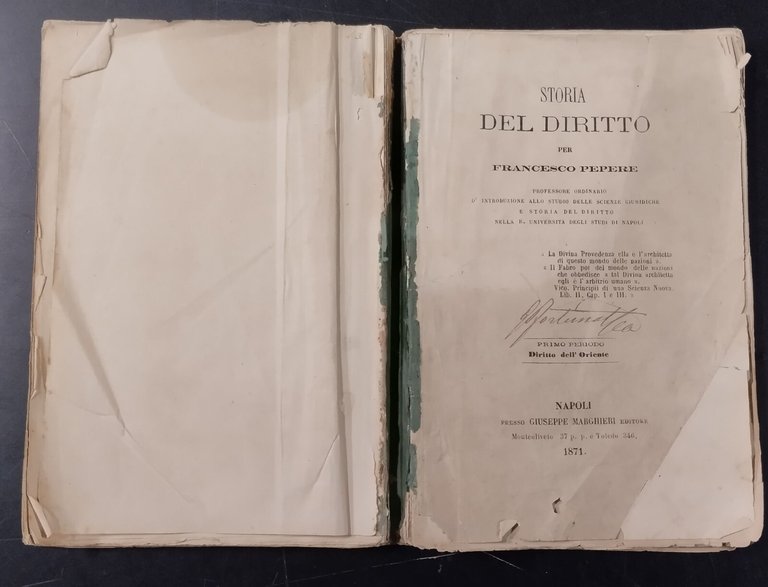 STORIA
DEL DIRITTO
PER
FRANCESCO PEPERE
PROFESSORE ORDINARIO
D' INTRODUZIONE ALLO STUDIO DELLE SCIENZE GIURIDICHE
E STORIA DEL DIRITTO
NELLA R. UNIVERSITÀ DEGLI STUDI DI NAPOLI
« La Divina Provedenza ella è l'architetta
di questo mondo delle nazioni ».
« Il Fabro poi del mondo delle nazioni
che obbedisce a tal Divina architetta
egli è l' arbitrio umano ».
Vico. Principii di una Scienza Nuova.
Lib. II, Cap. I e III. »
PRIMO PERIODO
Diritto dell' Oriente
NAPOLI
PRESSO GIUSEPPE MARGHIERI EDITORE
Monteoliveto 37 p. p. e Toledo 246.
1871.